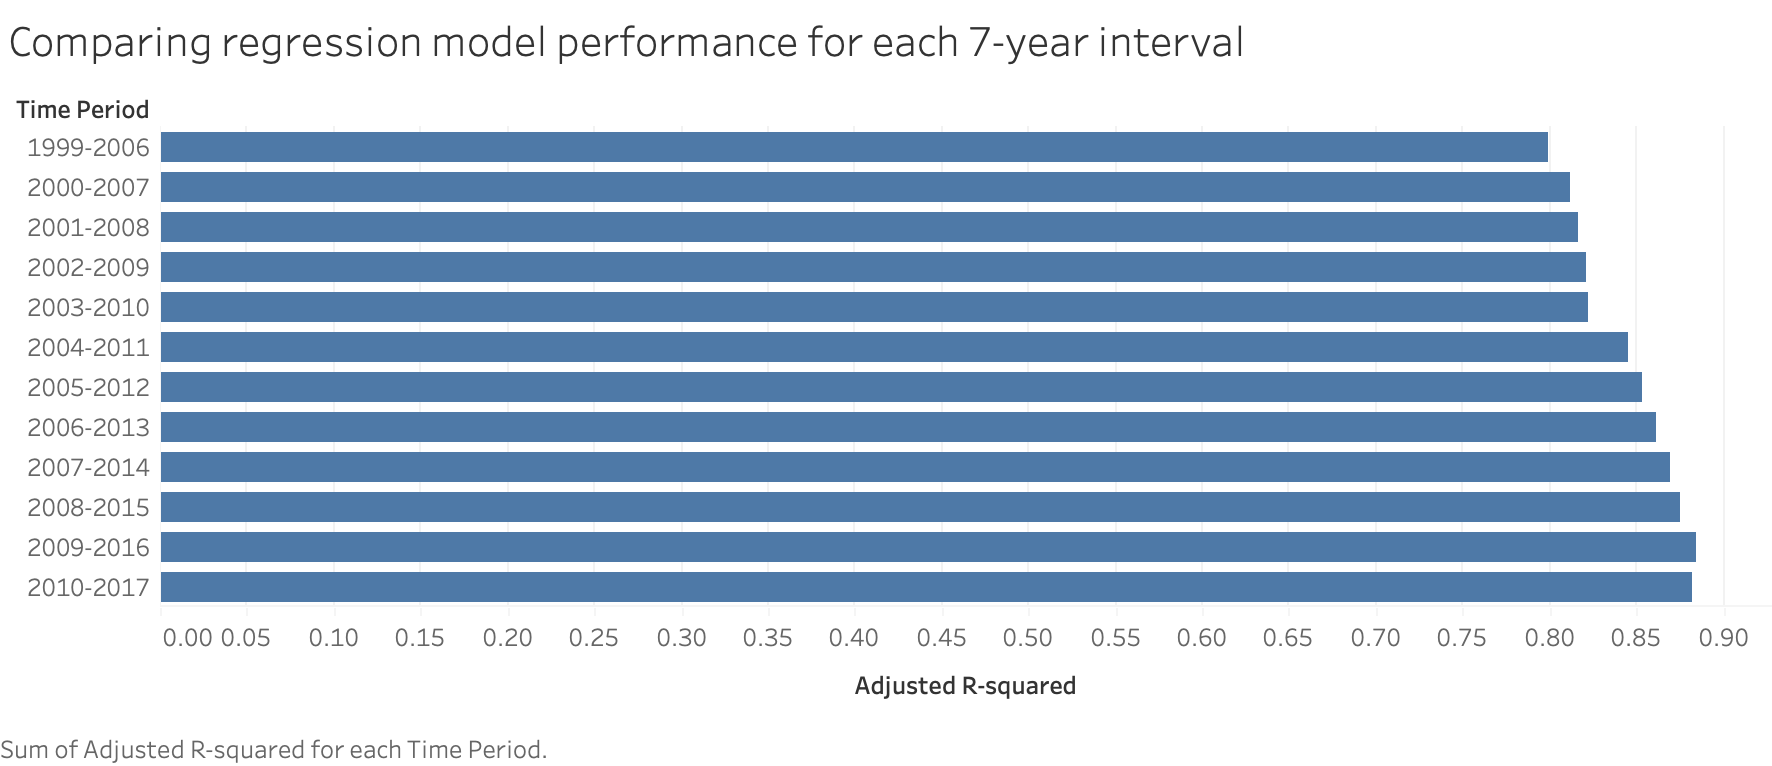 Comparing regression model performance for each 7-year interval
Time Period
1999-2006
2000-2007
2001-2008
2002-2009
2003-2010
2004-2011
2005-2012
2006-2013
2007-2014
2008-2015
2009-2016
2010-2017
0.00 0.05 0.10 0.15 0.20 0.25 0.30 0.35 0.40 0.45 0.50 0.55 0.60 0.65 0.70 0.75 0.80 0.85 0.90
Adjusted R-squared
Sum of Adjusted R-squared for each Time Period.